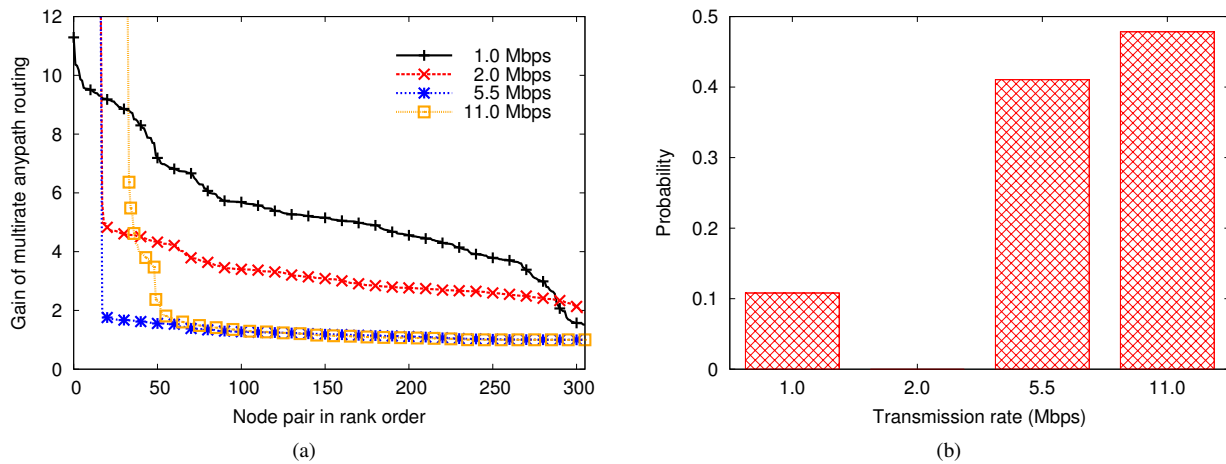 12
10
8
6
4
2
0
Gain of multirate anypath routing
1.0 Mbps
2.0 Mbps
5.5 Mbps
11.0 Mbps
0 50 100 150 200 250 300
Node pair in rank order
(a)
0.5
0.4
0.3
0.2
0.1
0
Probability
1.0 2.0 5.5 11.0
Transmission rate (Mbps)
(b)